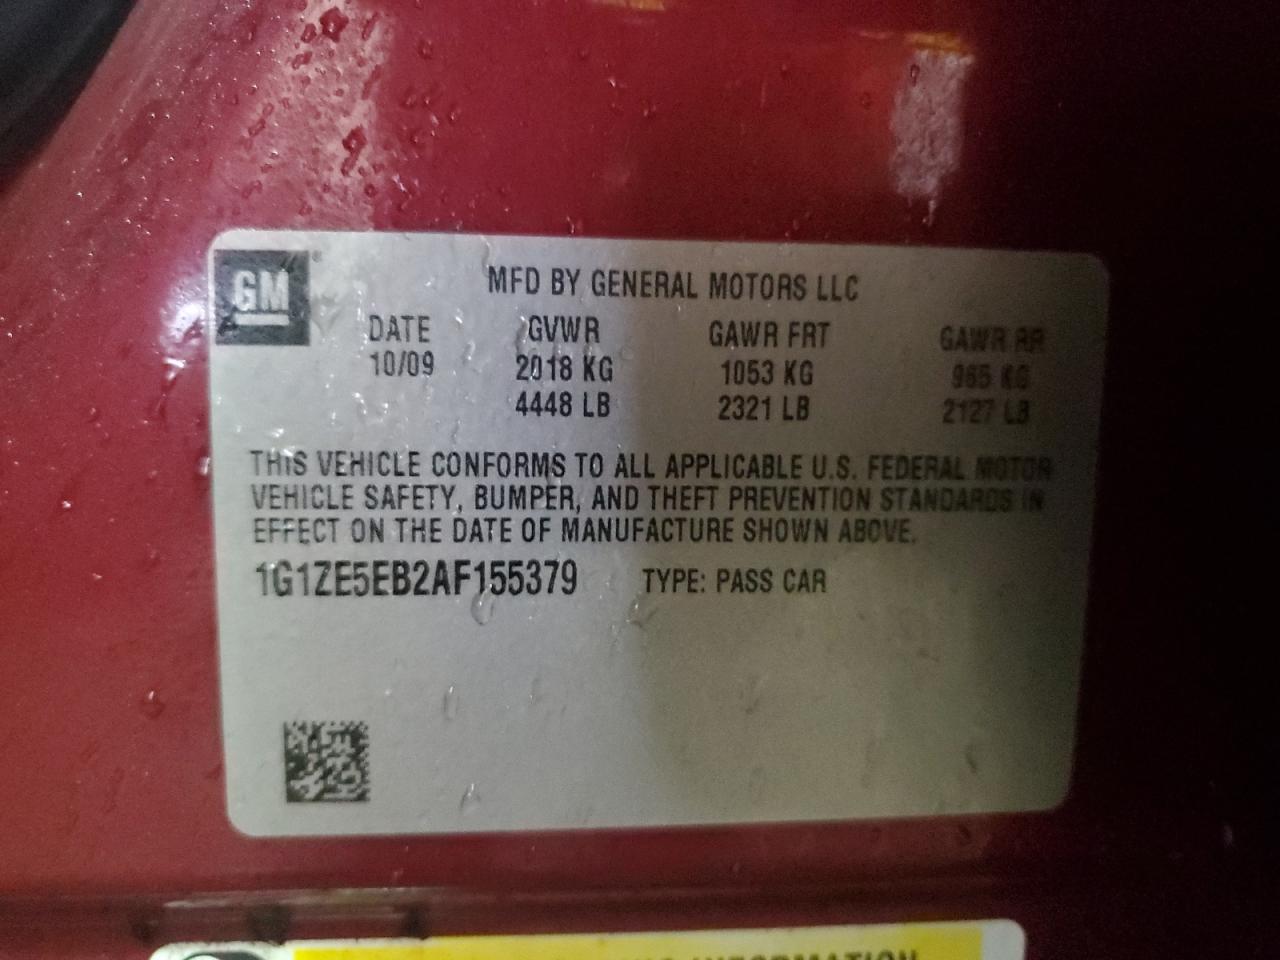 GM
MFD BY GENERAL MOTORS LLC
DATE GVWR GAWR FRT GAWR RR
10/09 2018 KG 1053 KG 965 KG
4448 LB 2321 LB 2127 LB
THIS VEHICLE CONFORMS TO ALL APPLICABLE U.S. FEDERAL MOTOR
VEHICLE SAFETY, BUMPER, AND THEFT PREVENTION STANDARDS IN
EFFECT ON THE DATE OF MANUFACTURE SHOWN ABOVE.
1G1ZE5EB2AF155379 TYPE: PASS CAR
INFORMATION